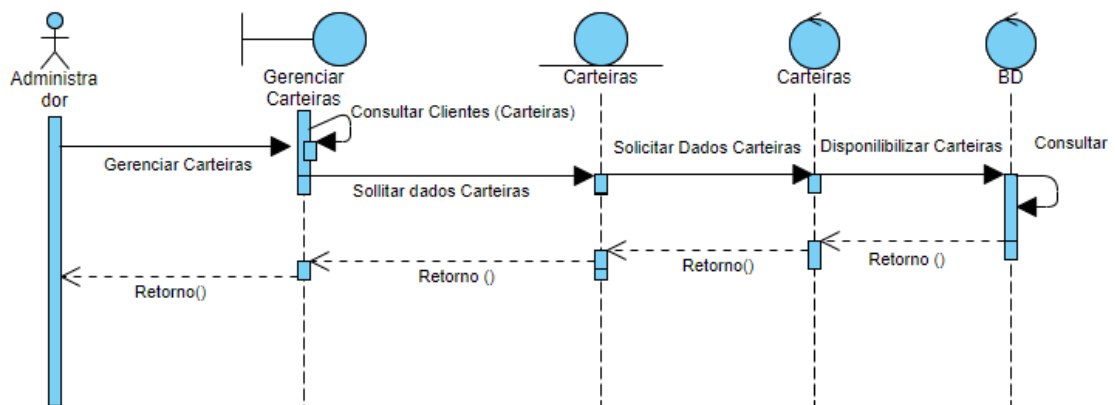 Administra
dor
Gerenciar
Carteiras
Carteiras
Carteiras
BD
Consultar Clientes (Carteiras)
Gerenciar Carteiras
Sollitar dados Carteiras
Solicitar Dados Carteiras
Disponilibilizar Carteiras
Consultar
Retorno()
Retorno ()
Retorno()
Retorno ()